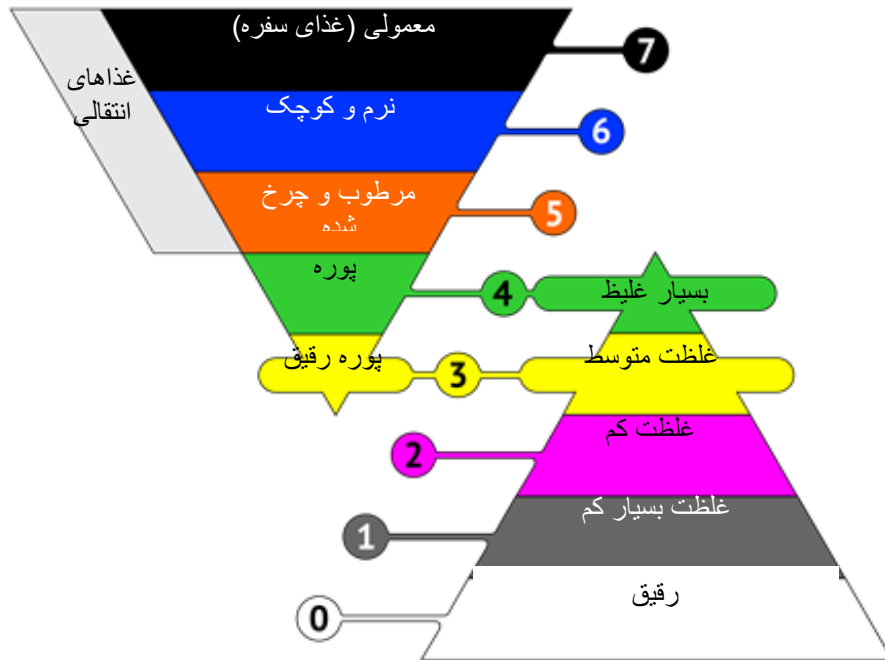 معمولی (غذای سفره)
7
غذاهای
انتقالی
نرم و کوچک
6
مرطوب و چرخ
شده
5
پوره
4
بسیار غلیظ
پوره رقیق
3
غلظت متوسط
2
غلظت کم
1
غلظت بسیار کم
0
رقیق